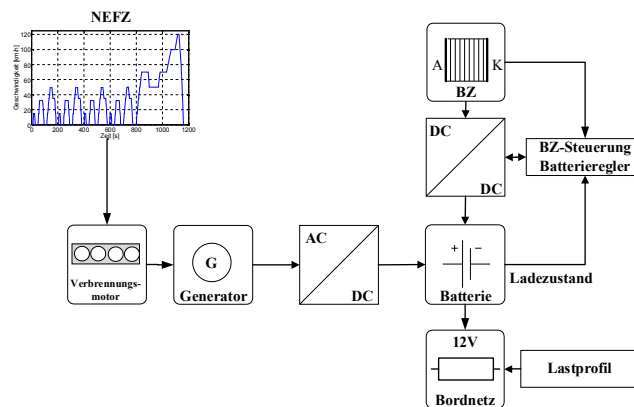 NEFZ
Geschwindigkeit [km/h]
120
100
80
60
40
20
0
0 200 400 600 800 1000 1200
Zeit [s]
A K
BZ
DC
DC
BZ-Steuerung
Batterieregler
Verbrennungs-
motor
G
Generator
AC
DC
+ −
Batterie
Ladezustand
12V
Bordnetz
Lastprofil